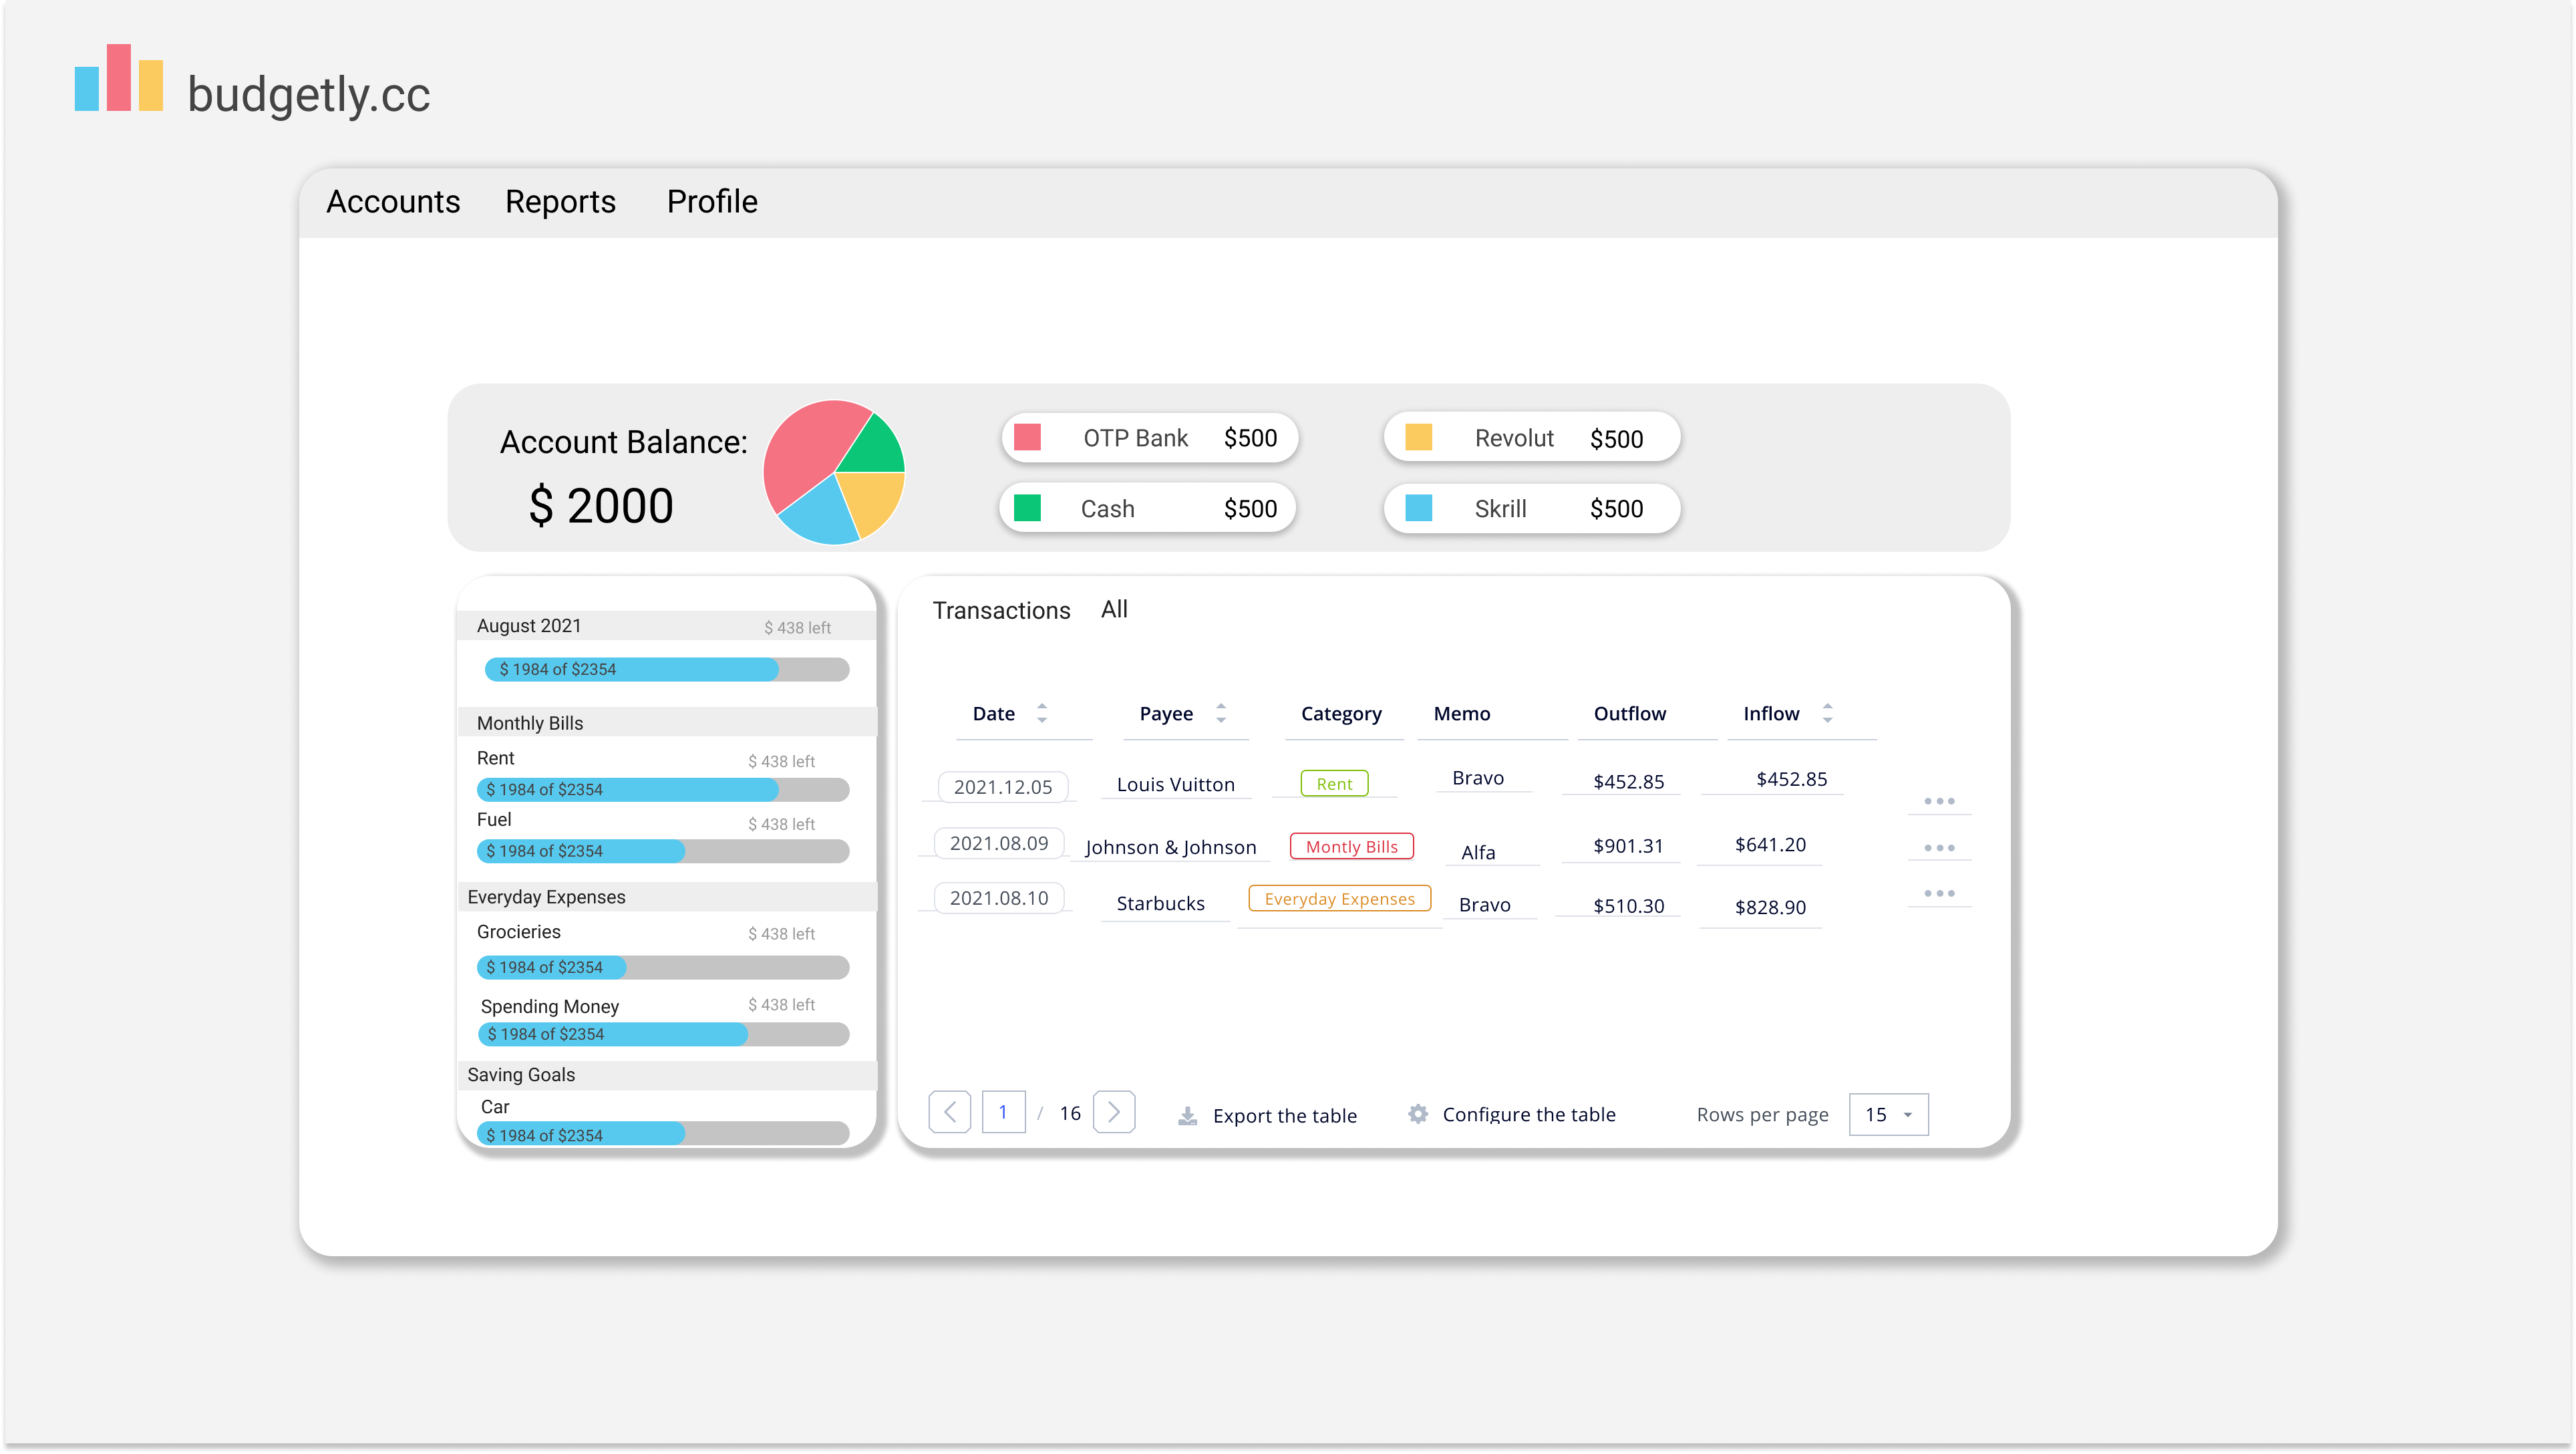 budgetly.cc
Accounts Reports Profile
Account Balance:
$ 2000
OTP Bank $500
Revolut $500
Cash $500
Skrill $500
August 2021 $ 438 left
$ 1984 of $2354
Monthly Bills
Rent $ 438 left
$ 1984 of $2354
Fuel $ 438 left
$ 1984 of $2354
Everyday Expenses
Grocieries $ 438 left
$ 1984 of $2354
Spending Money $ 438 left
$ 1984 of $2354
Saving Goals
Car
$ 1984 of $2354
Transactions All
Date Payee Category Memo Outflow Inflow
2021.12.05 Louis Vuitton Rent Bravo $452.85 $452.85
2021.08.09 Johnson & Johnson Montly Bills Alfa $901.31 $641.20
2021.08.10 Starbucks Everyday Expenses Bravo $510.30 $828.90
1 / 16 Export the table Configure the table Rows per page 15